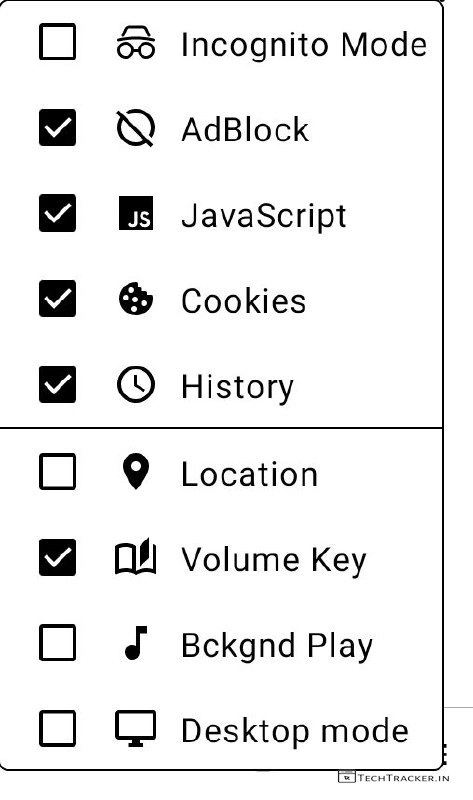 Incognito Mode
AdBlock
JS JavaScript
Cookies
History
Location
Volume Key
Bckgnd Play
Desktop mode
TECHTRACKER.IN